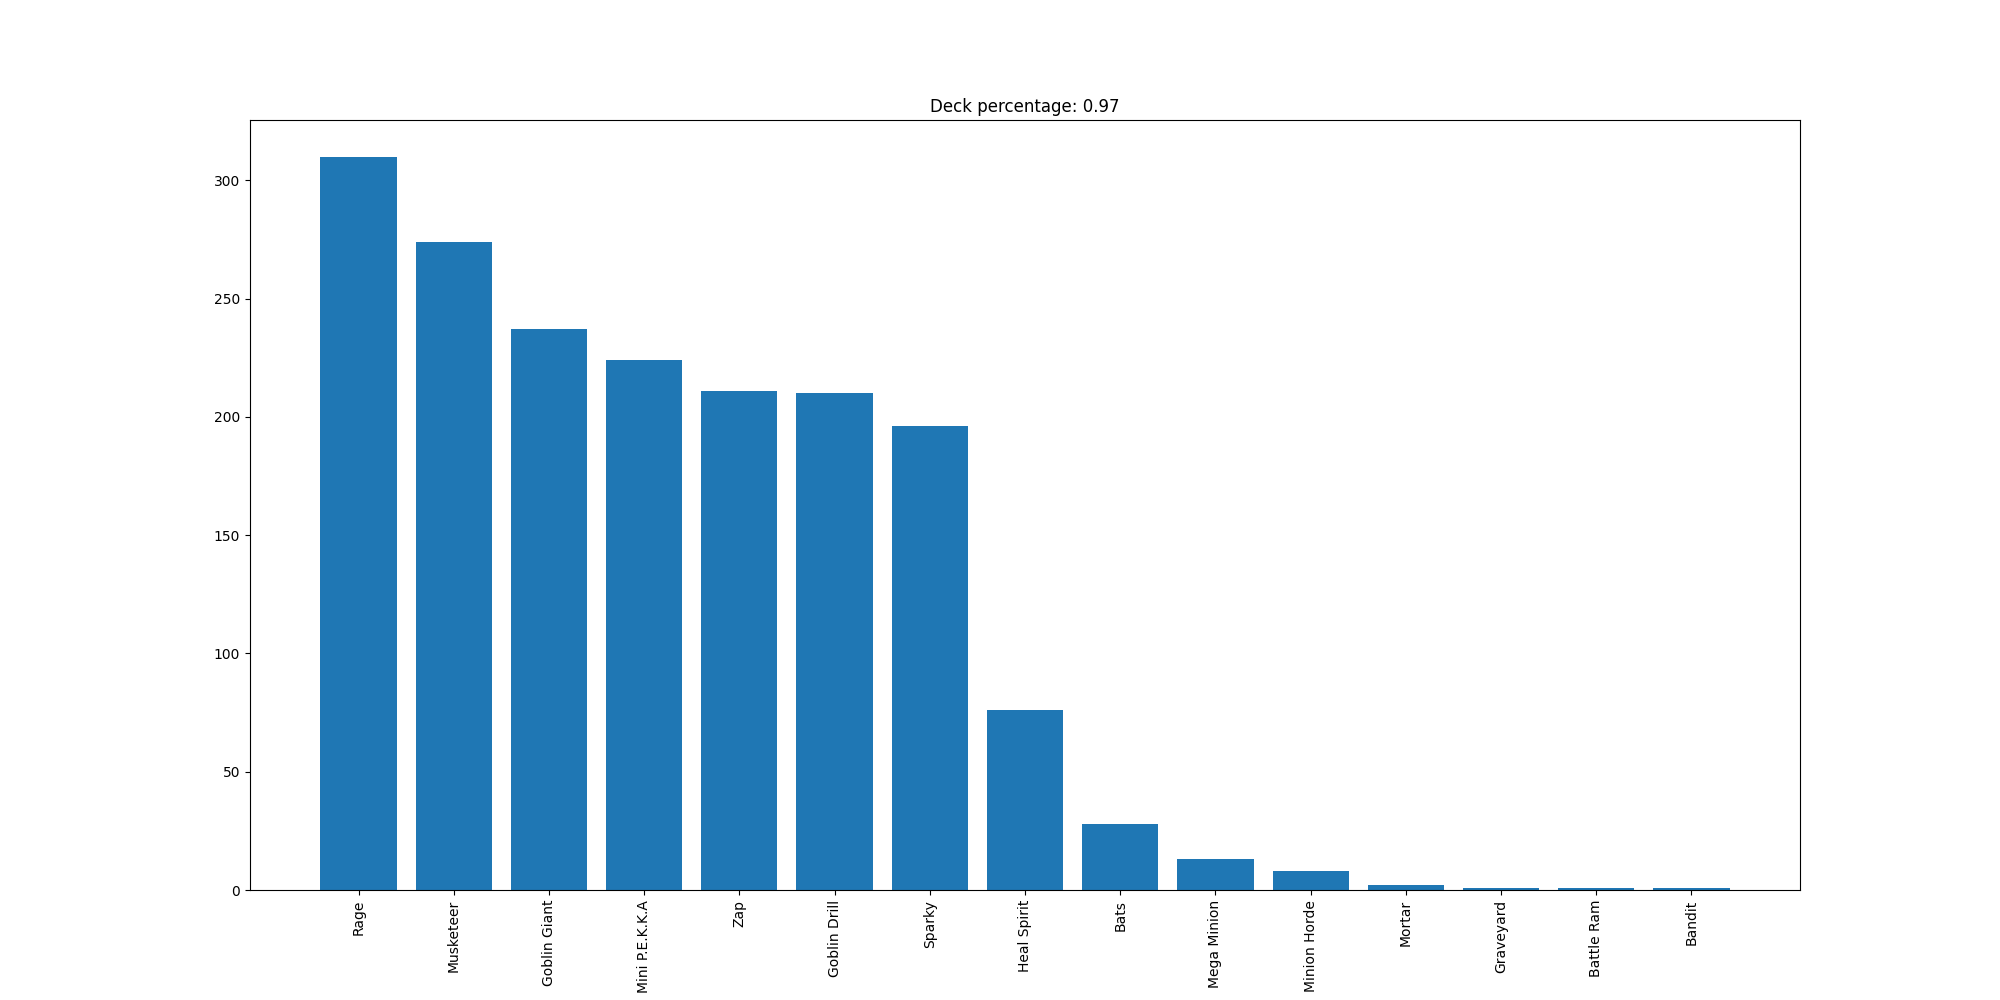 Deck percentage: 0.97
300
250
200
150
100
50
0
Rage
Musketeer
Goblin Giant
Mini P.E.K.K.A
Zap
Goblin Drill
Sparky
Heal Spirit
Bats
Mega Minion
Minion Horde
Mortar
Graveyard
Battle Ram
Bandit